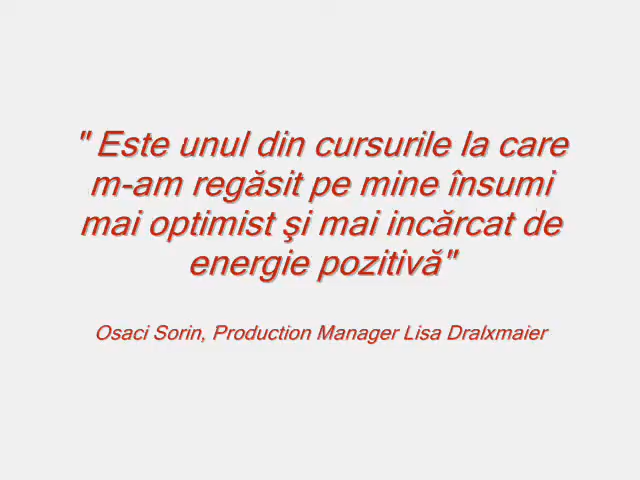 " Este unul din cursurile la care
m-am regăsit pe mine însumi
mai optimist şi mai incărcat de
energie pozitivă"
Osaci Sorin, Production Manager Lisa Dralxmaier